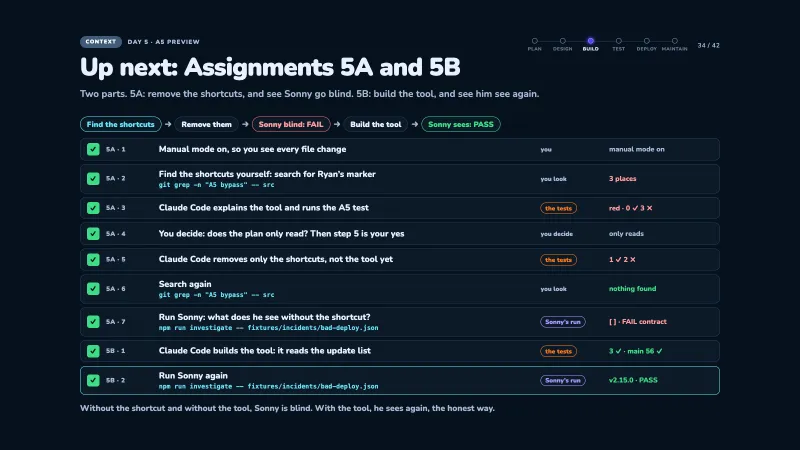 CONTEXT DAY 5 · A5 PREVIEW
PLAN DESIGN BUILD TEST DEPLOY MAINTAIN
34 / 42
Up next: Assignments 5A and 5B
Two parts. 5A: remove the shortcuts, and see Sonny go blind. 5B: build the tool, and see him see again.
Find the shortcuts → Remove them → Sonny blind: FAIL → Build the tool → Sonny sees: PASS
5A · 1 Manual mode on, so you see every file change you manual mode on
5A · 2 Find the shortcuts yourself: search for Ryan's marker you look 3 places
git grep -n "A5 bypass" -- src
5A · 3 Claude Code explains the tool and runs the A5 test the tests red · 0 ✓ 3 ✕
5A · 4 You decide: does the plan only read? Then step 5 is your yes you decide only reads
5A · 5 Claude Code removes only the shortcuts, not the tool yet the tests 1 ✓ 2 ✕
5A · 6 Search again you look nothing found
git grep -n "A5 bypass" -- src
5A · 7 Run Sonny: what does he see without the shortcut? Sonny's run [ ] · FAIL contract
npm run investigate -- fixtures/incidents/bad-deploy.json
5B · 1 Claude Code builds the tool: it reads the update list the tests 3 ✓ · main 56 ✓
5B · 2 Run Sonny again Sonny's run v2.15.0 · PASS
npm run investigate -- fixtures/incidents/bad-deploy.json
Without the shortcut and without the tool, Sonny is blind. With the tool, he sees again, the honest way.